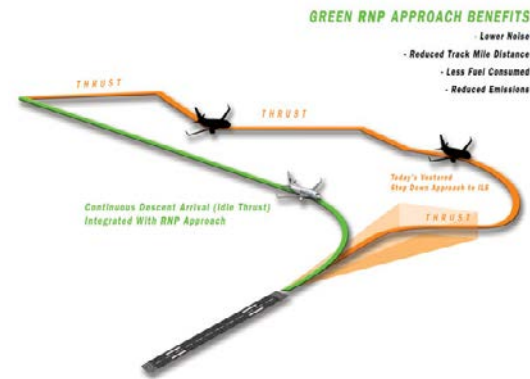 GREEN RNP APPROACH BENEFITS
- Lower Noise
- Reduced Track Mile Distance
- Less Fuel Consumed
- Reduced Emissions
THRUST
THRUST
Today's Vectored
Step Down Approach to ILS
THRUST
Continuous Descent Arrival (Idle Thrust)
Integrated With RNP Approach